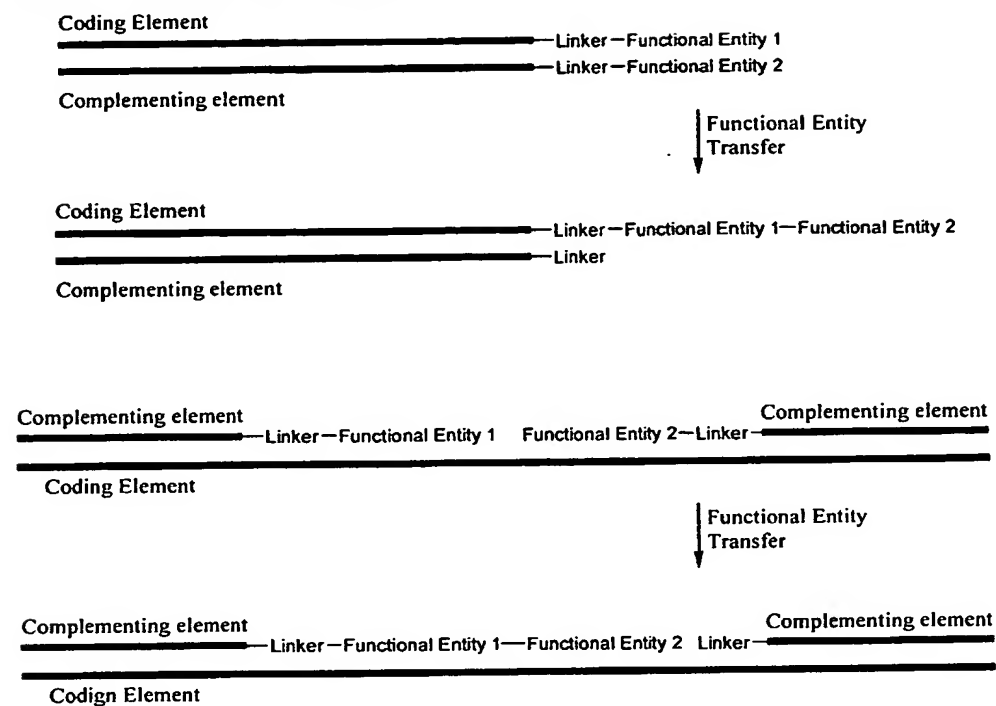 Coding Element
Linker—Functional Entity 1
Linker—Functional Entity 2
Complementing element
Functional Entity
Transfer
Coding Element
Linker—Functional Entity 1—Functional Entity 2
Linker
Complementing element
Complementing element Complementing element
Linker—Functional Entity 1 Functional Entity 2—Linker
Coding Element
Functional Entity
Transfer
Complementing element Complementing element
Linker—Functional Entity 1—Functional Entity 2 Linker
Codign Element